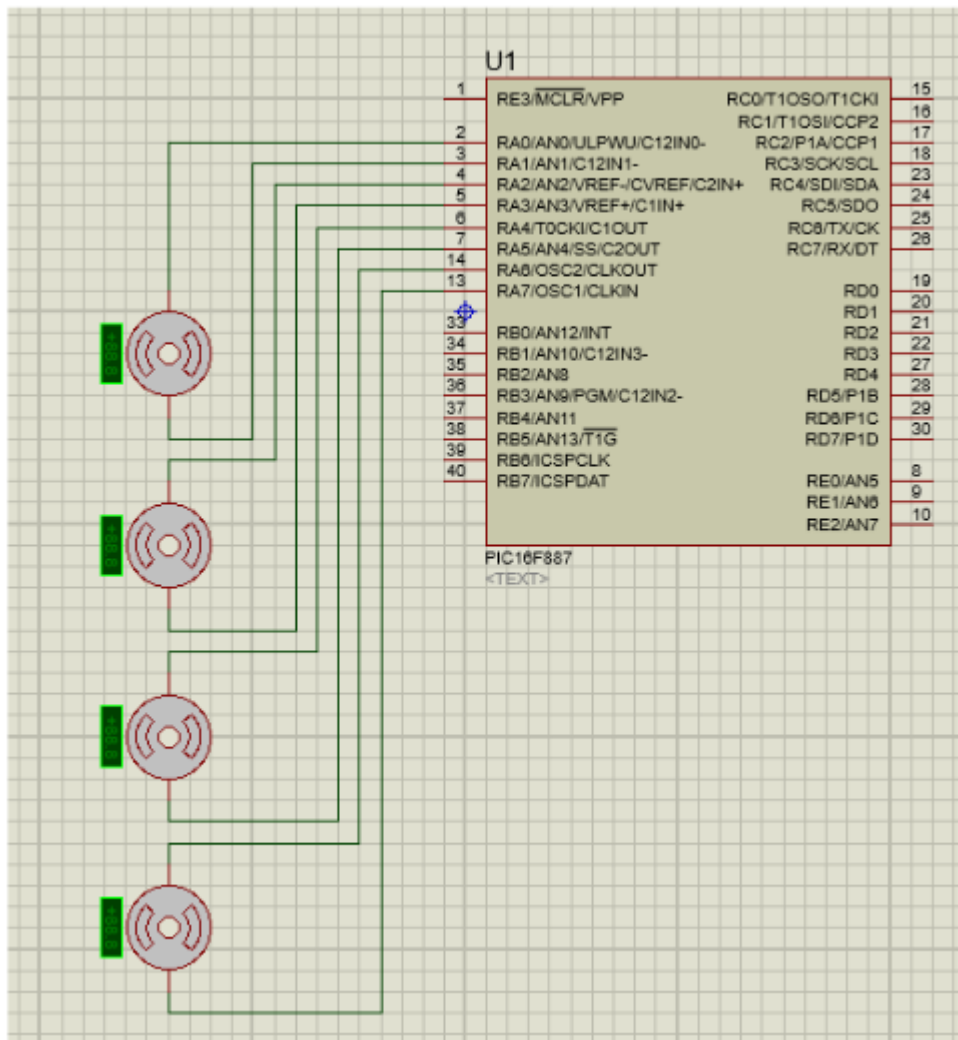 U1
1 RE3/MCLR/VPP
2 RA0/AN0/ULPWU/C12IN0-
3 RA1/AN1/C12IN1-
4 RA2/AN2/VREF-/CVREF/C2IN+
5 RA3/AN3/VREF+/C1IN+
6 RA4/T0CKI/C1OUT
7 RA5/AN4/SS/C2OUT
14 RA6/OSC2/CLKOUT
13 RA7/OSC1/CLKIN
33 RB0/AN12/INT
34 RB1/AN10/C12IN3-
35 RB2/AN8
36 RB3/AN9/PGM/C12IN2-
37 RB4/AN11
38 RB5/AN13/T1G
39 RB6/ICSPCLK
40 RB7/ICSPDAT
RC0/T1OSO/T1CKI 15
RC1/T1OSI/CCP2 16
RC2/P1A/CCP1 17
RC3/SCK/SCL 18
RC4/SDI/SDA 23
RC5/SDO 24
RC6/TX/CK 25
RC7/RX/DT 26
RD0 19
RD1 20
RD2 21
RD3 22
RD4 27
RD5/P1B 28
RD6/P1C 29
RD7/P1D 30
RE0/AN5 8
RE1/AN6 9
RE2/AN7 10
PIC16F887
<TEXT>